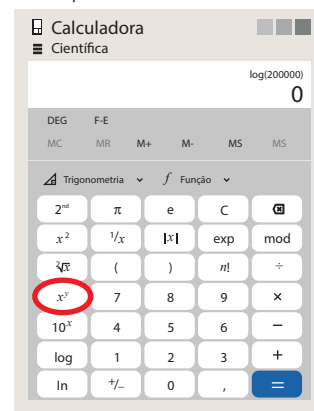 Calculadora
Científica
log(200000)
0
DEG F-E
MC MR M+ M- MS MS
Trigonometria f Função
2ⁿᵈ π e C
x² ¹/x |x| exp mod
²√x ( ) n! ÷
xʸ 7 8 9 ×
10ˣ 4 5 6 −
log 1 2 3 +
ln +/− 0 , =